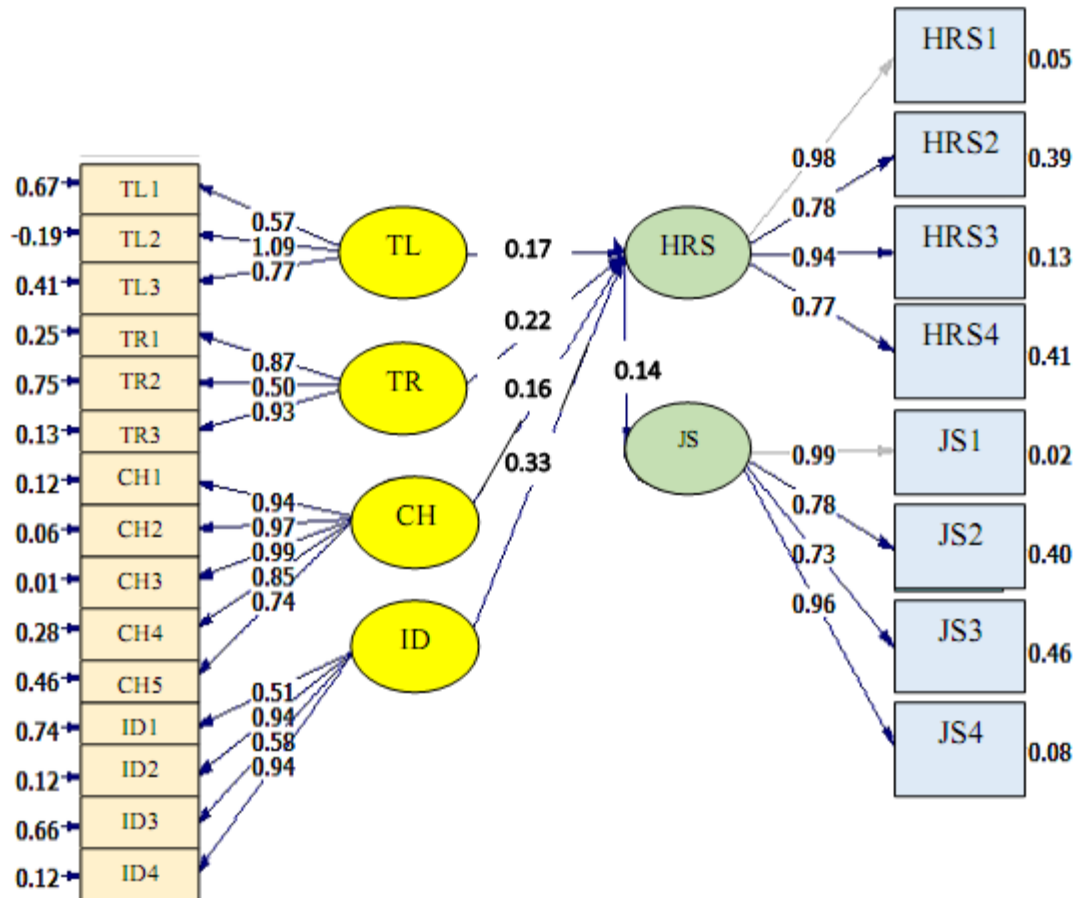 0.67
TL1
-0.19
TL2
0.41
TL3
0.25
TR1
0.75
TR2
0.13
TR3
0.12
CH1
0.06
CH2
0.01
CH3
0.28
CH4
0.46
CH5
0.74
ID1
0.12
ID2
0.66
ID3
0.12
ID4
0.57
1.09
0.77
0.87
0.50
0.93
0.94
0.97
0.99
0.85
0.74
0.51
0.94
0.58
0.94
TL
TR
CH
ID
0.17
0.22
0.16
0.33
HRS
0.14
JS
0.98
0.78
0.94
0.77
0.99
0.78
0.73
0.96
HRS1
0.05
HRS2
0.39
HRS3
0.13
HRS4
0.41
JS1
0.02
JS2
0.40
JS3
0.46
JS4
0.08